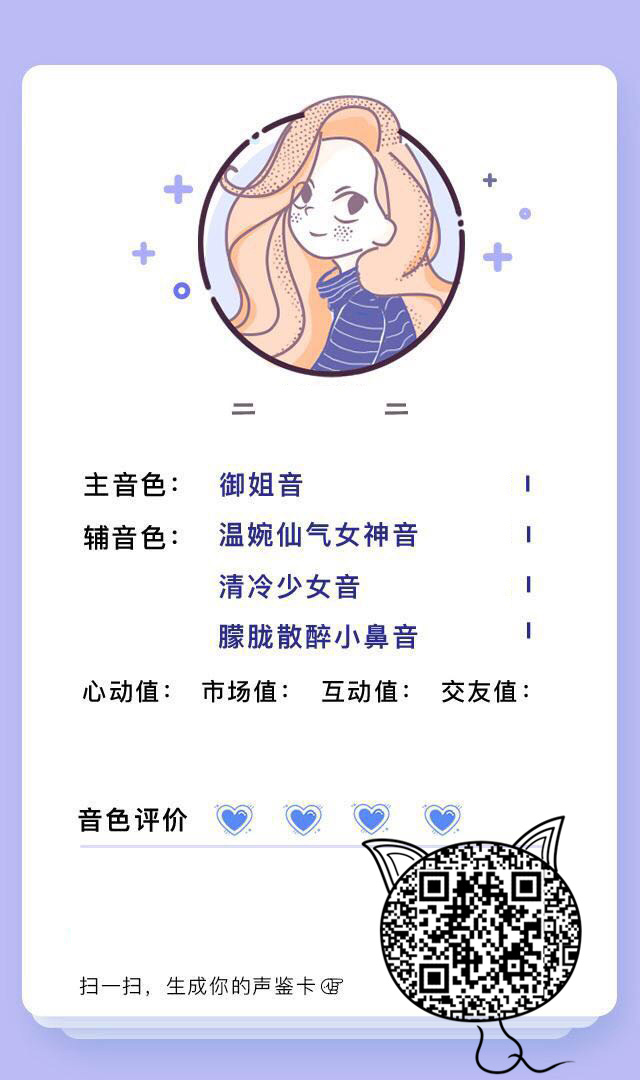 主音色： 御姐音
辅音色： 温婉仙气女神音
清冷少女音
朦胧散醉小鼻音
心动值： 市场值： 互动值： 交友值：
音色评价
扫一扫，生成你的声鉴卡